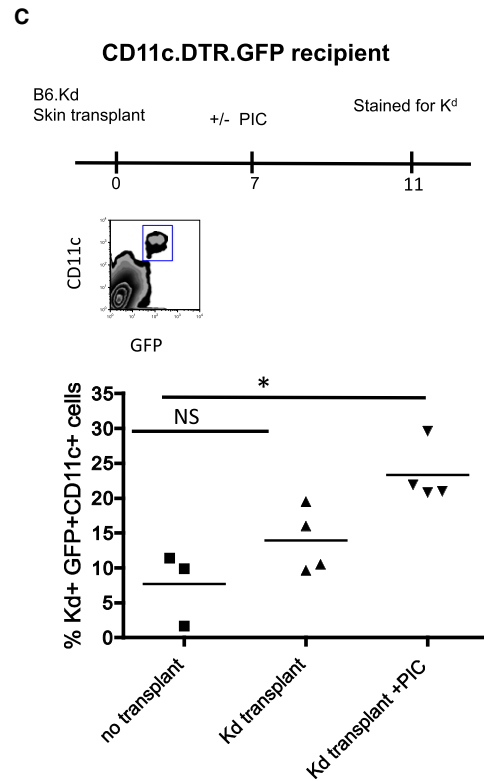 C
CD11c.DTR.GFP recipient
B6.Kd
Skin transplant
+/- PIC
Stained for Kᵈ
0
7
11
CD11c
GFP
% Kd+ GFP+CD11c+ cells
35
30
25
20
15
10
5
0
*
NS
no transplant
Kd transplant
Kd transplant +PIC